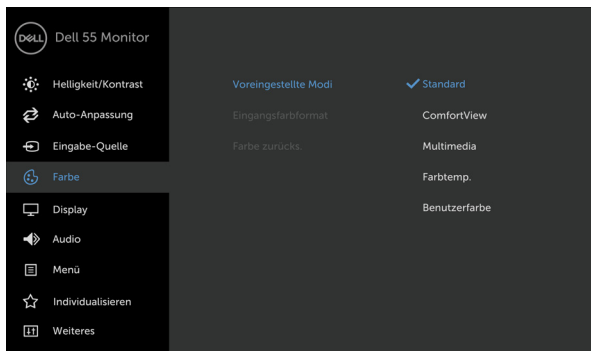 DELL Dell 55 Monitor
Helligkeit/Kontrast
Auto-Anpassung
Eingabe-Quelle
Farbe
Display
Audio
Menü
Individualisieren
Weiteres
Voreingestellte Modi
Eingangsfarbformat
Farbe zurücks.
Standard
ComfortView
Multimedia
Farbtemp.
Benutzerfarbe